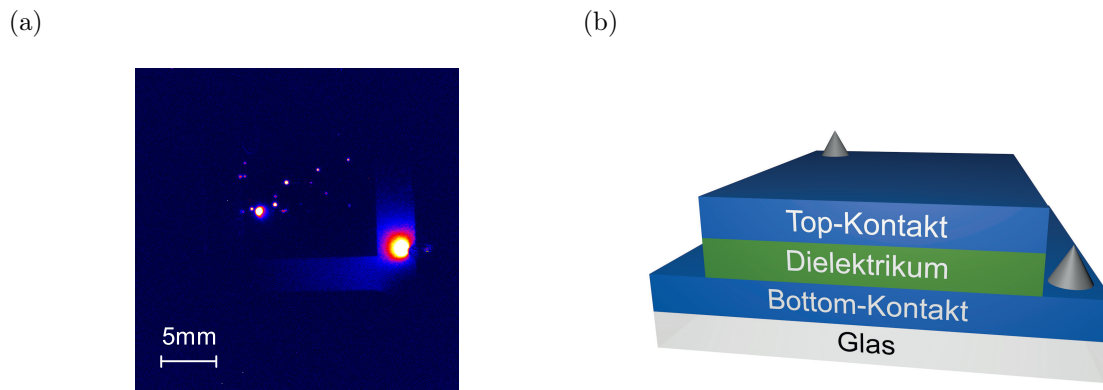 (a)
(b)
5mm
Top-Kontakt
Dielektrikum
Bottom-Kontakt
Glas